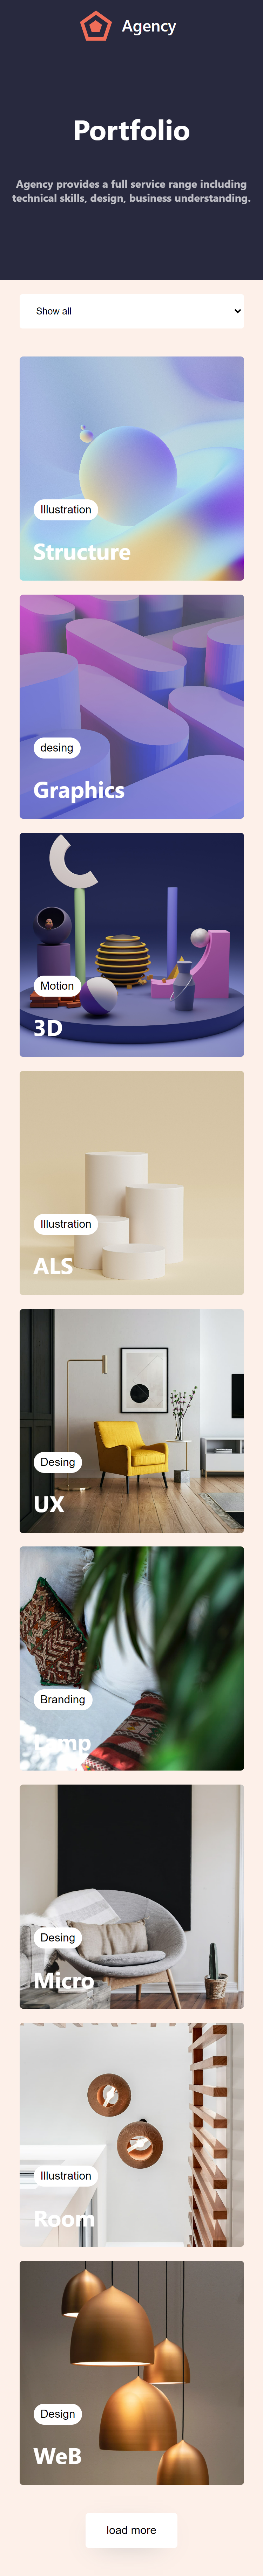 Agency
Portfolio
Agency provides a full service range including
technical skills, design, business understanding.
Show all
Illustration
Structure
desing
Graphics
Motion
3D
Illustration
ALS
Desing
UX
Branding
Desing
Micro
Illustration
Room
Design
WeB
load more